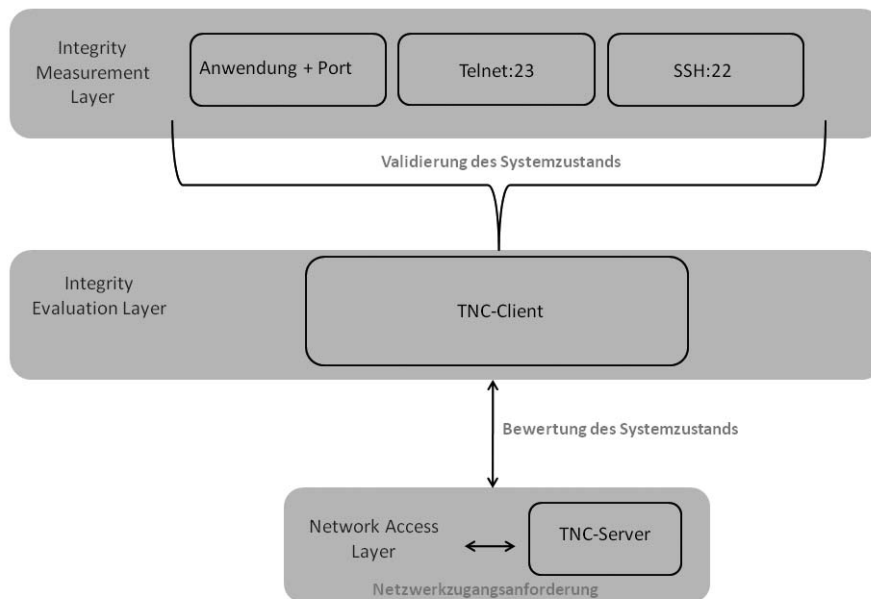 Integrity
Measurement
Layer
Anwendung + Port
Telnet:23
SSH:22
Validierung des Systemzustands
Integrity
Evaluation Layer
TNC-Client
Bewertung des Systemzustands
Network Access
Layer
TNC-Server
Netzwerkzugangsanforderung